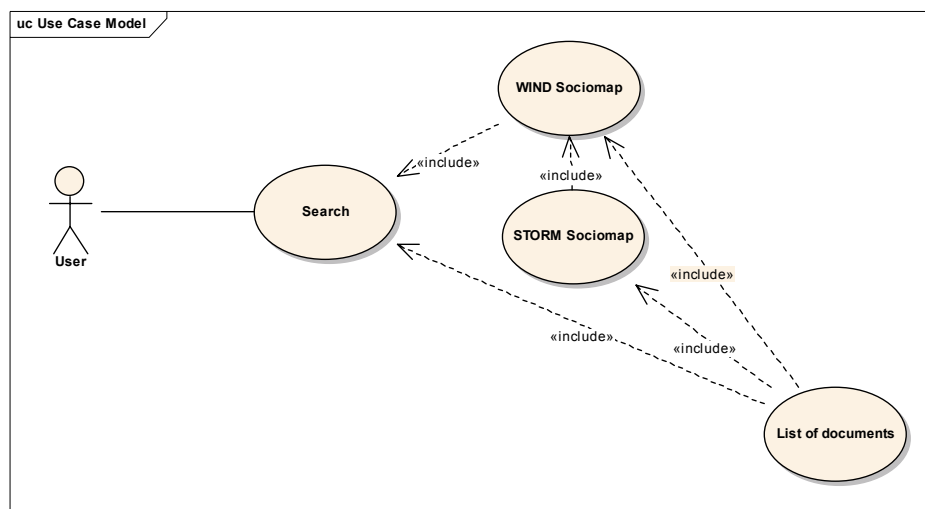 uc Use Case Model
WIND Sociomap
«include»
«include»
Search
STORM Sociomap
User
«include»
«include»
«include»
List of documents